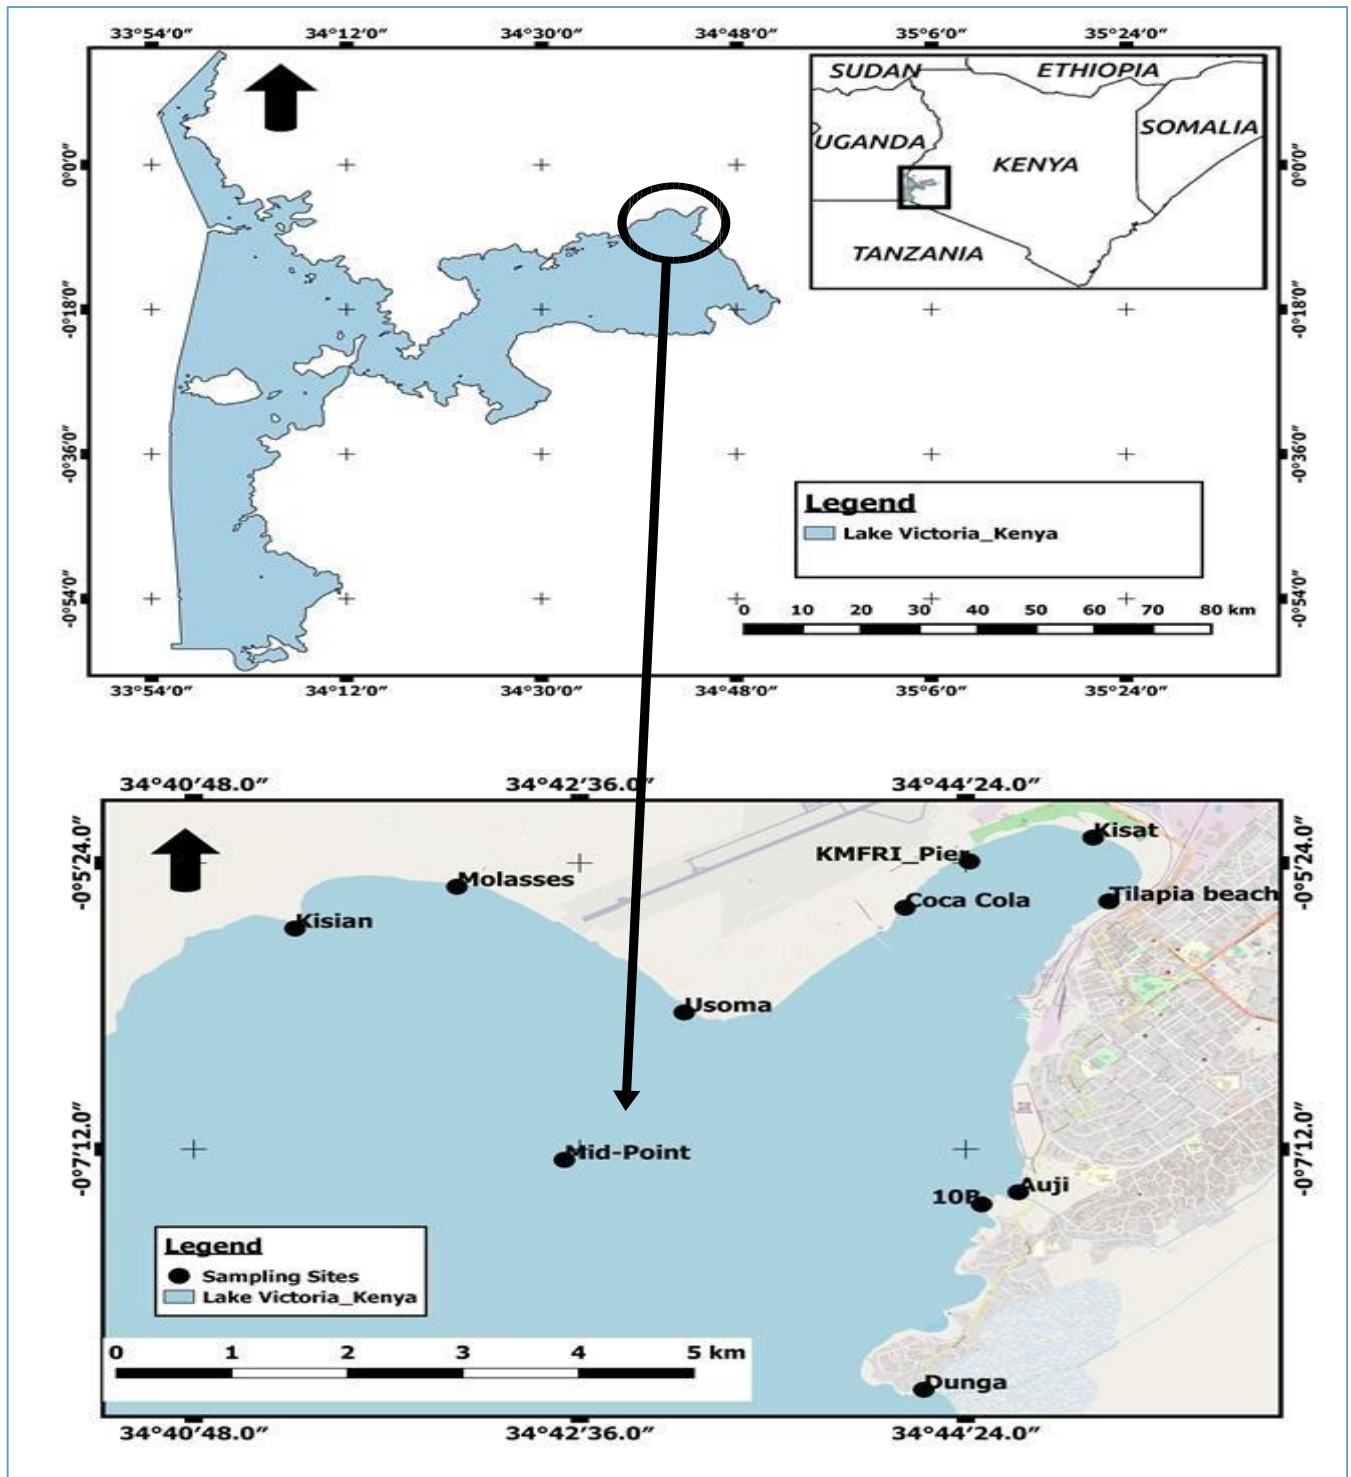 33°54′0″ 34°12′0″ 34°30′0″ 34°48′0″ 35°6′0″ 35°24′0″
SUDAN ETHIOPIA
UGANDA SOMALIA
KENYA
TANZANIA
0°0′0″ 0°0′0″
-0°18′0″ -0°18′0″
-0°36′0″ -0°36′0″
-0°54′0″ -0°54′0″
Legend
Lake Victoria_Kenya
0 10 20 30 40 50 60 70 80 km
33°54′0″ 34°12′0″ 34°30′0″ 34°48′0″ 35°6′0″ 35°24′0″
34°40′48.0″ 34°42′36.0″ 34°44′24.0″
-0°5′24.0″ -0°5′24.0″
Kisat
KMFRI_Pier
Molasses
Tilapia beach
Coca Cola
Kisian
Usoma
-0°7′12.0″ -0°7′12.0″
Mid-Point
Auji
10B
Legend
Sampling Sites
Lake Victoria_Kenya
0 1 2 3 4 5 km
Dunga
34°40′48.0″ 34°42′36.0″ 34°44′24.0″